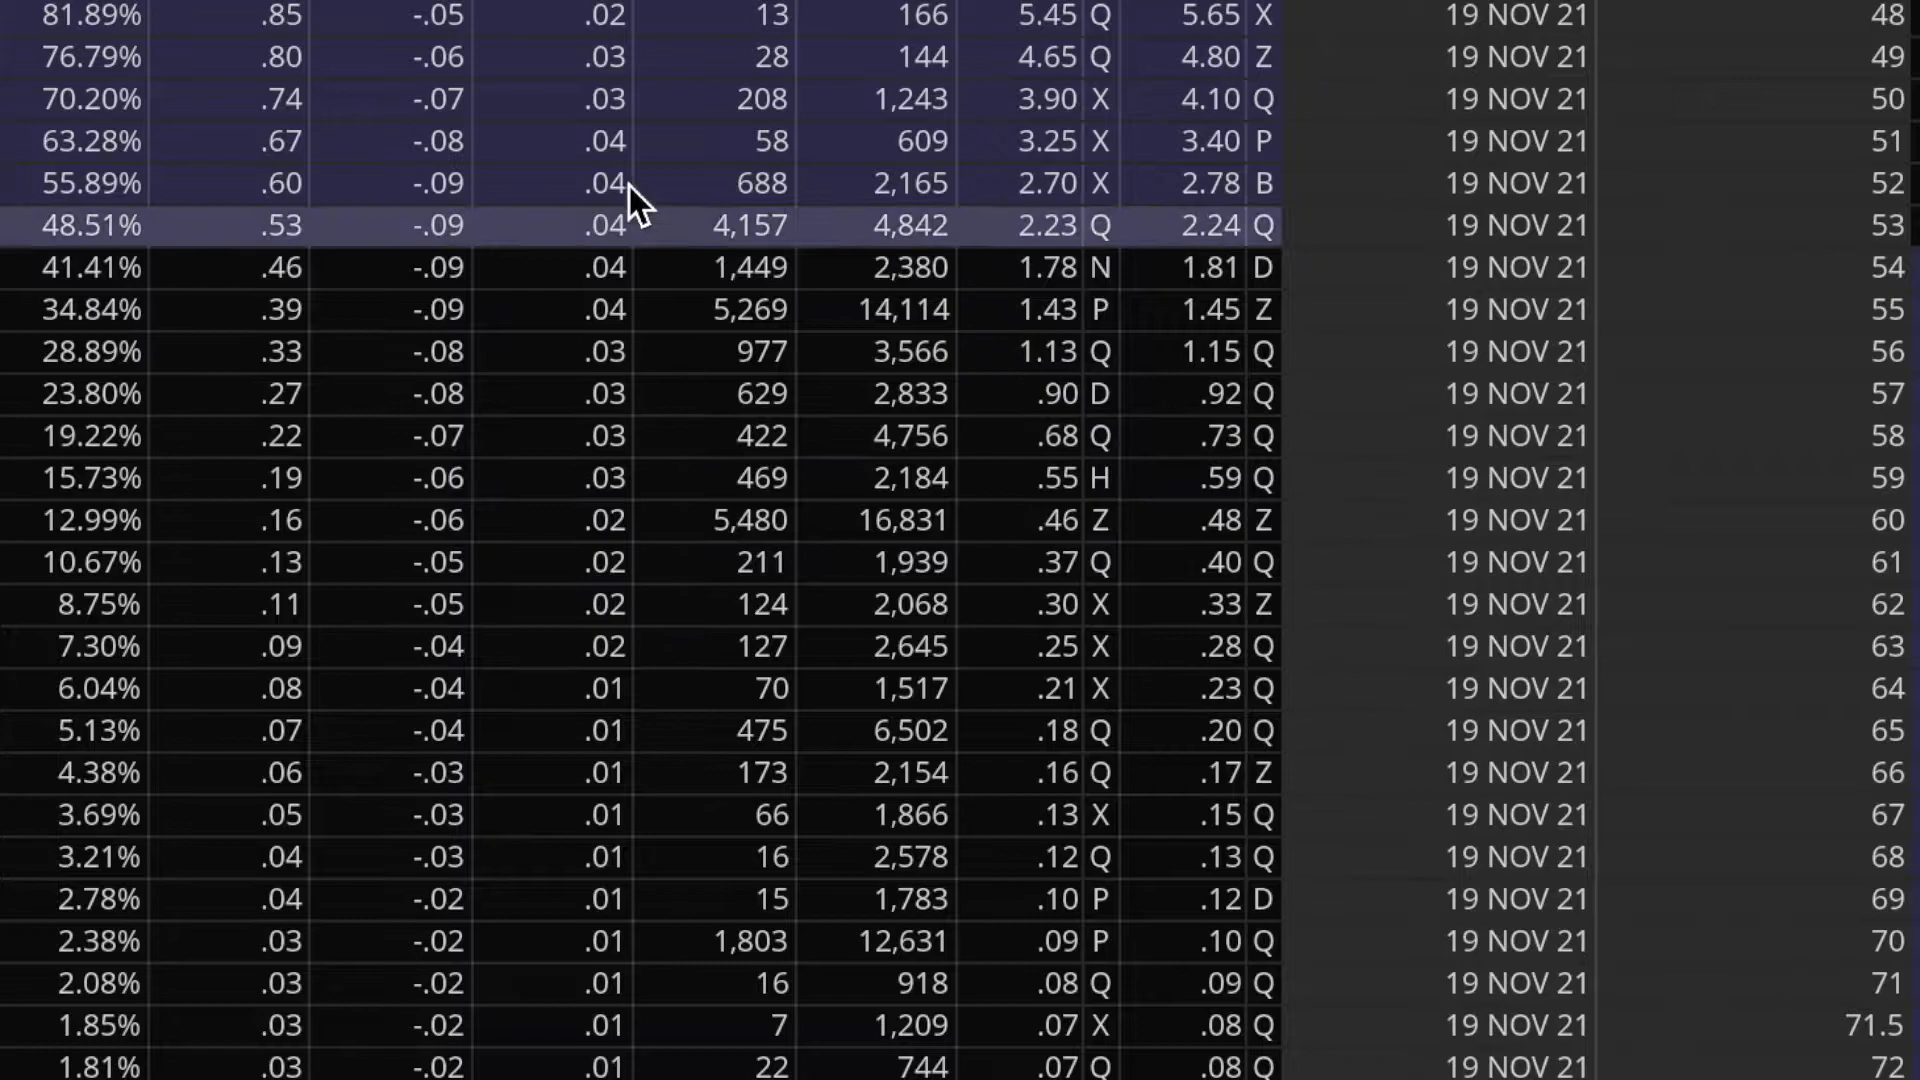 81.89% .85 -.05 .02 13 166 5.45 Q 5.65 X 19 NOV 21 48
76.79% .80 -.06 .03 28 144 4.65 Q 4.80 Z 19 NOV 21 49
70.20% .74 -.07 .03 208 1,243 3.90 X 4.10 Q 19 NOV 21 50
63.28% .67 -.08 .04 58 609 3.25 X 3.40 P 19 NOV 21 51
55.89% .60 -.09 .04 688 2,165 2.70 X 2.78 B 19 NOV 21 52
48.51% .53 -.09 .04 4,157 4,842 2.23 Q 2.24 Q 19 NOV 21 53
41.41% .46 -.09 .04 1,449 2,380 1.78 N 1.81 D 19 NOV 21 54
34.84% .39 -.09 .04 5,269 14,114 1.43 P 1.45 Z 19 NOV 21 55
28.89% .33 -.08 .03 977 3,566 1.13 Q 1.15 Q 19 NOV 21 56
23.80% .27 -.08 .03 629 2,833 .90 D .92 Q 19 NOV 21 57
19.22% .22 -.07 .03 422 4,756 .68 Q .73 Q 19 NOV 21 58
15.73% .19 -.06 .03 469 2,184 .55 H .59 Q 19 NOV 21 59
12.99% .16 -.06 .02 5,480 16,831 .46 Z .48 Z 19 NOV 21 60
10.67% .13 -.05 .02 211 1,939 .37 Q .40 Q 19 NOV 21 61
8.75% .11 -.05 .02 124 2,068 .30 X .33 Z 19 NOV 21 62
7.30% .09 -.04 .02 127 2,645 .25 X .28 Q 19 NOV 21 63
6.04% .08 -.04 .01 70 1,517 .21 X .23 Q 19 NOV 21 64
5.13% .07 -.04 .01 475 6,502 .18 Q .20 Q 19 NOV 21 65
4.38% .06 -.03 .01 173 2,154 .16 Q .17 Z 19 NOV 21 66
3.69% .05 -.03 .01 66 1,866 .13 X .15 Q 19 NOV 21 67
3.21% .04 -.03 .01 16 2,578 .12 Q .13 Q 19 NOV 21 68
2.78% .04 -.02 .01 15 1,783 .10 P .12 D 19 NOV 21 69
2.38% .03 -.02 .01 1,803 12,631 .09 P .10 Q 19 NOV 21 70
2.08% .03 -.02 .01 16 918 .08 Q .09 Q 19 NOV 21 71
1.85% .03 -.02 .01 7 1,209 .07 X .08 Q 19 NOV 21 71.5
1.81% .03 -.02 .01 22 744 .07 Q .08 Q 19 NOV 21 72